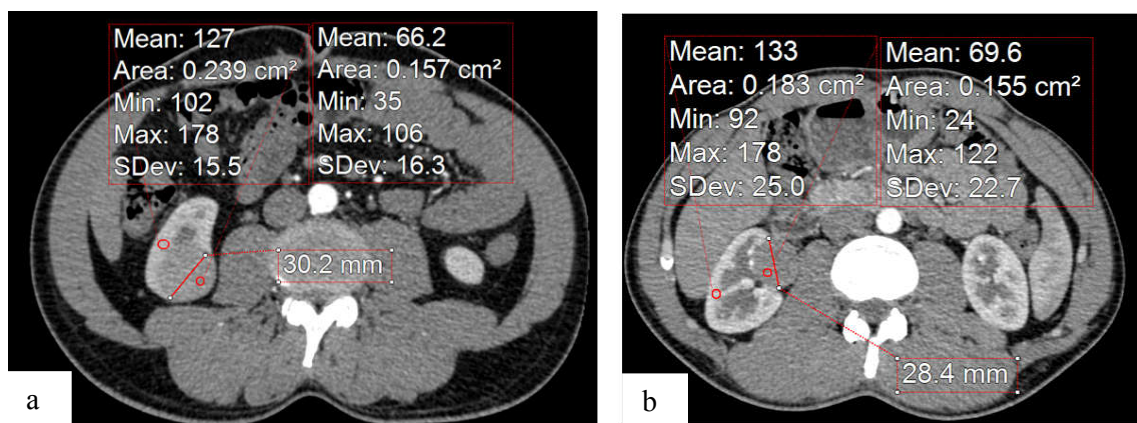 Mean: 127
Area: 0.239 cm²
Min: 102
Max: 178
SDev: 15.5
Mean: 66.2
Area: 0.157 cm²
Min: 35
Max: 106
SDev: 16.3
30.2 mm
a
Mean: 133
Area: 0.183 cm²
Min: 92
Max: 178
SDev: 25.0
Mean: 69.6
Area: 0.155 cm²
Min: 24
Max: 122
SDev: 22.7
28.4 mm
b